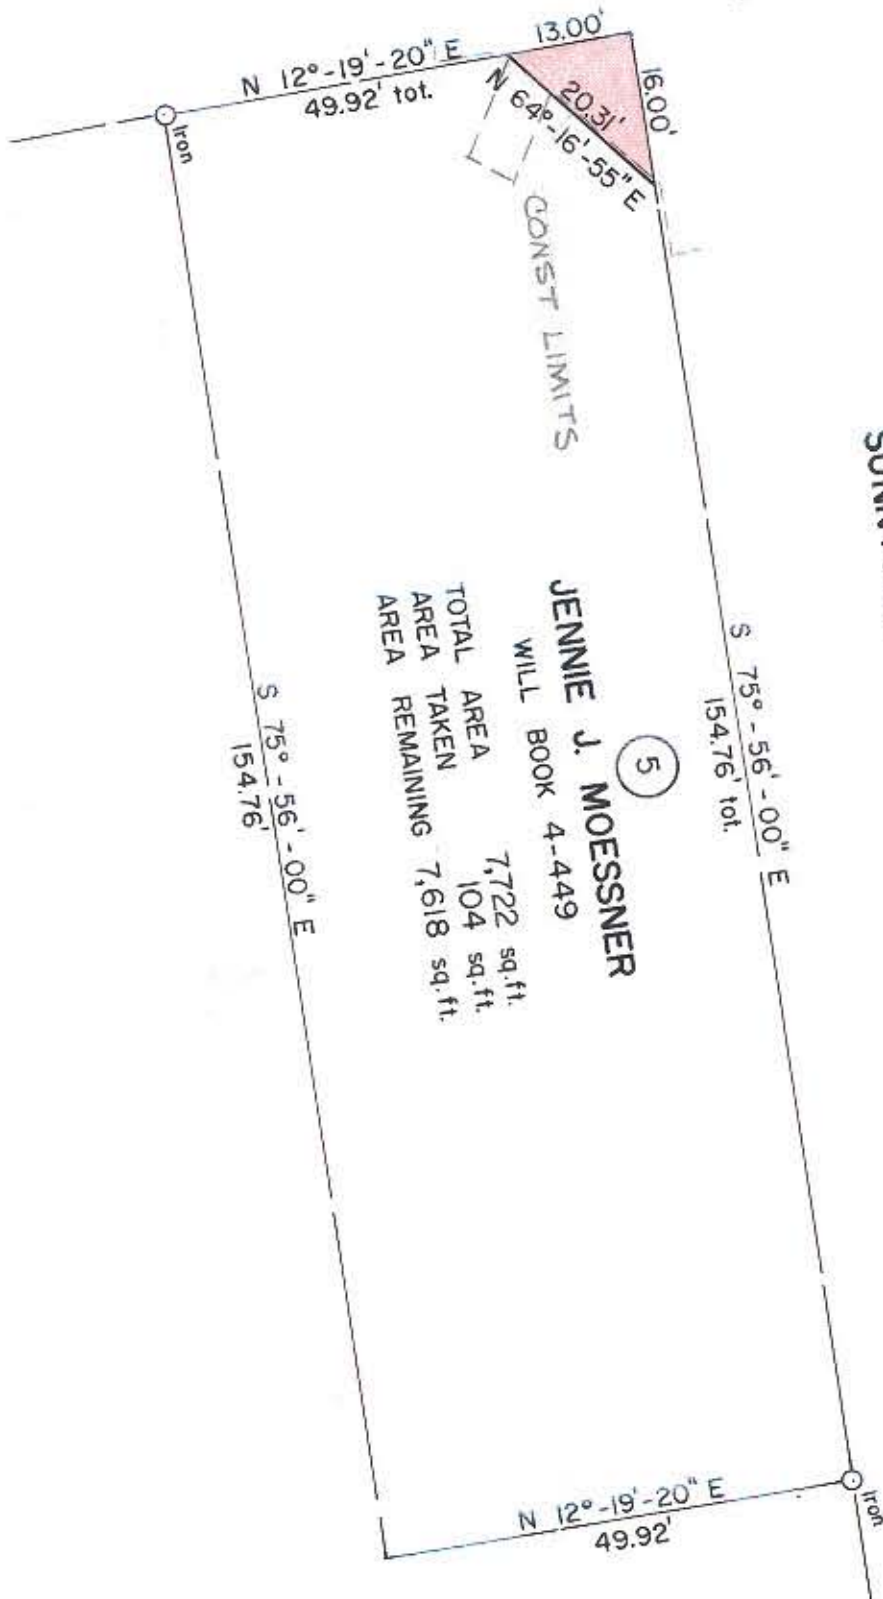 13.00'
N 12°-19'-20" E
49.92' tot.
16.00'
20.31'
N 64°-16'-55" E
Iron
CONST LIMITS
S 75°-56'-00" E
154.76' tot.
5
JENNIE J. MOESSNER
WILL BOOK 4-449
TOTAL AREA 7,722 sq.ft.
AREA TAKEN 104 sq.ft.
AREA REMAINING 7,618 sq.ft.
S 75°-56'-00" E
154.76'
N 12°-19'-20" E
49.92'
Iron